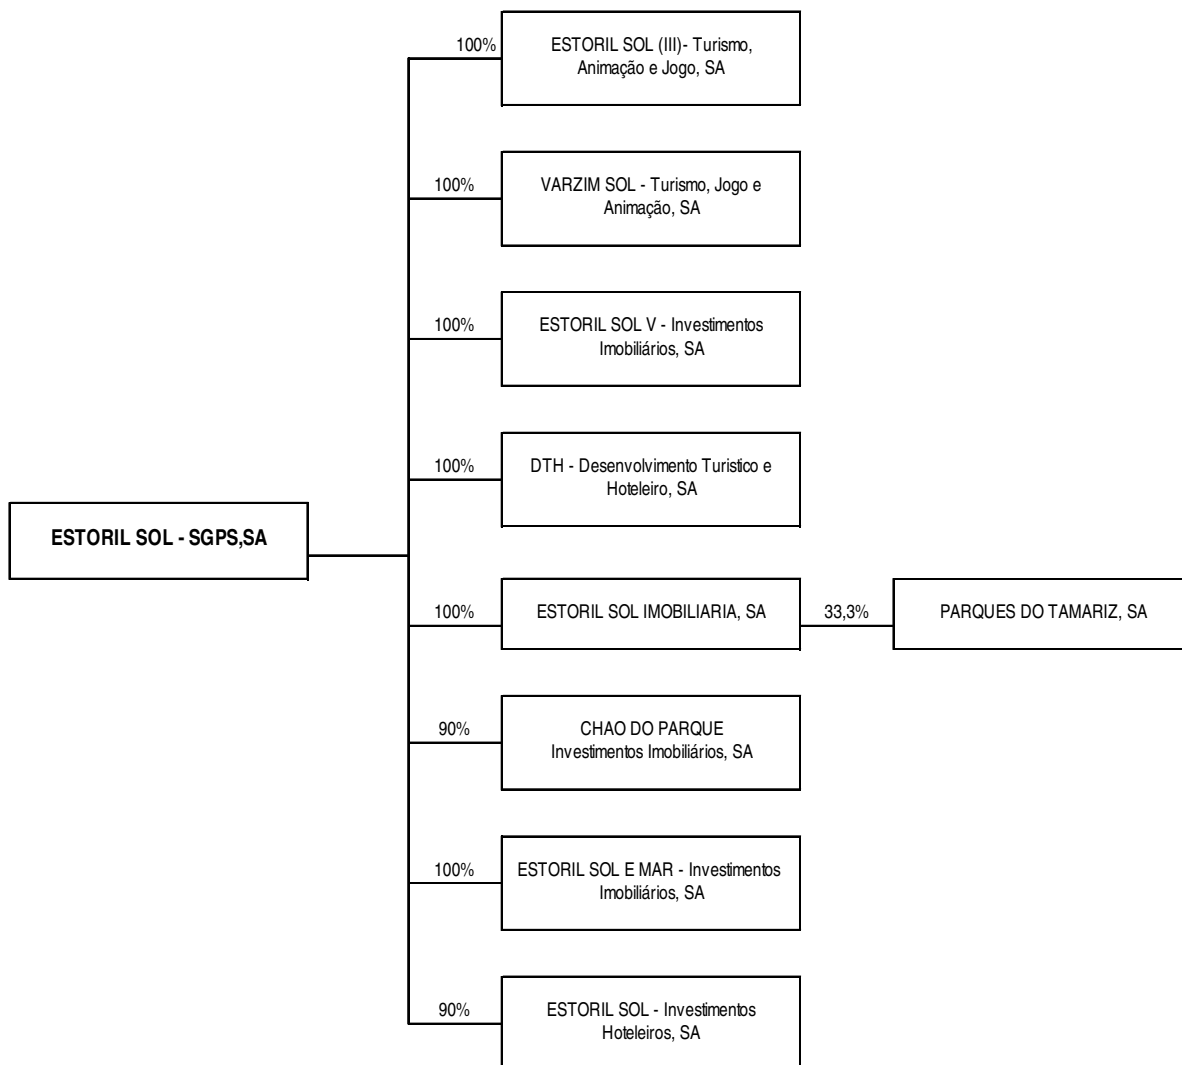 100%
ESTORIL SOL (III)- Turismo,
Animação e Jogo, SA
100%
VARZIM SOL - Turismo, Jogo e
Animação, SA
100%
ESTORIL SOL V - Investimentos
Imobiliários, SA
100%
DTH - Desenvolvimento Turistico e
Hoteleiro, SA
ESTORIL SOL - SGPS,SA
100%
ESTORIL SOL IMOBILIARIA, SA
33,3%
PARQUES DO TAMARIZ, SA
90%
CHAO DO PARQUE
Investimentos Imobiliários, SA
100%
ESTORIL SOL E MAR - Investimentos
Imobiliários, SA
90%
ESTORIL SOL - Investimentos
Hoteleiros, SA